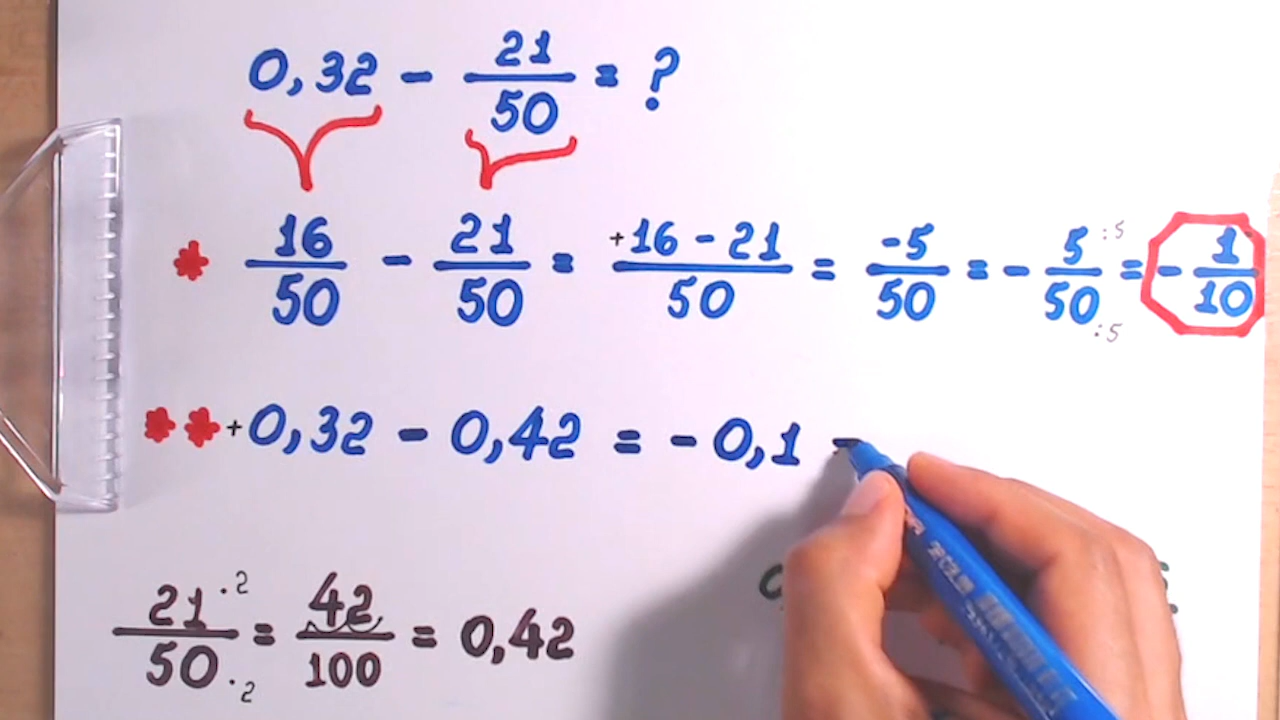 0,32 - 21/50 = ?
* 16/50 - 21/50 = +16 - 21/50 = -5/50 = - 5 :5/50 :5 = - 1/10
** +0,32 - 0,42 = - 0,1
21 ·2/50 ·2 = 42/100 = 0,42